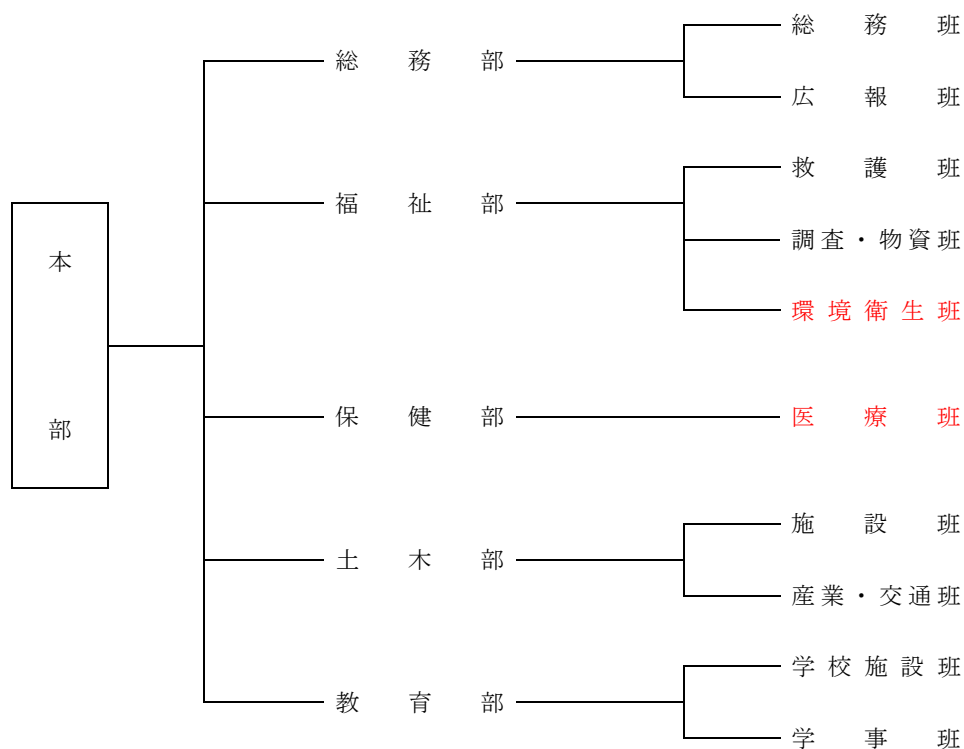 本部
総務部
総務班
広報班
福祉部
救護班
調査・物資班
環境衛生班
保健部
医療班
土木部
施設班
産業・交通班
教育部
学校施設班
学事班